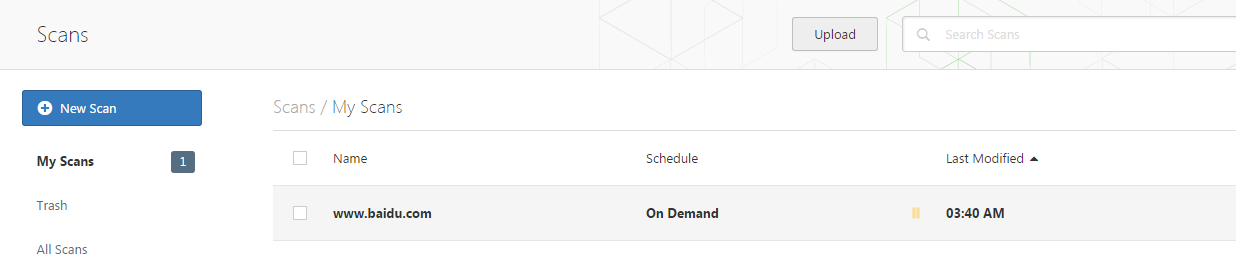 Scans
Upload
Search Scans
New Scan
Scans / My Scans
My Scans 1
Name Schedule Last Modified
Trash
www.baidu.com On Demand 03:40 AM
All Scans